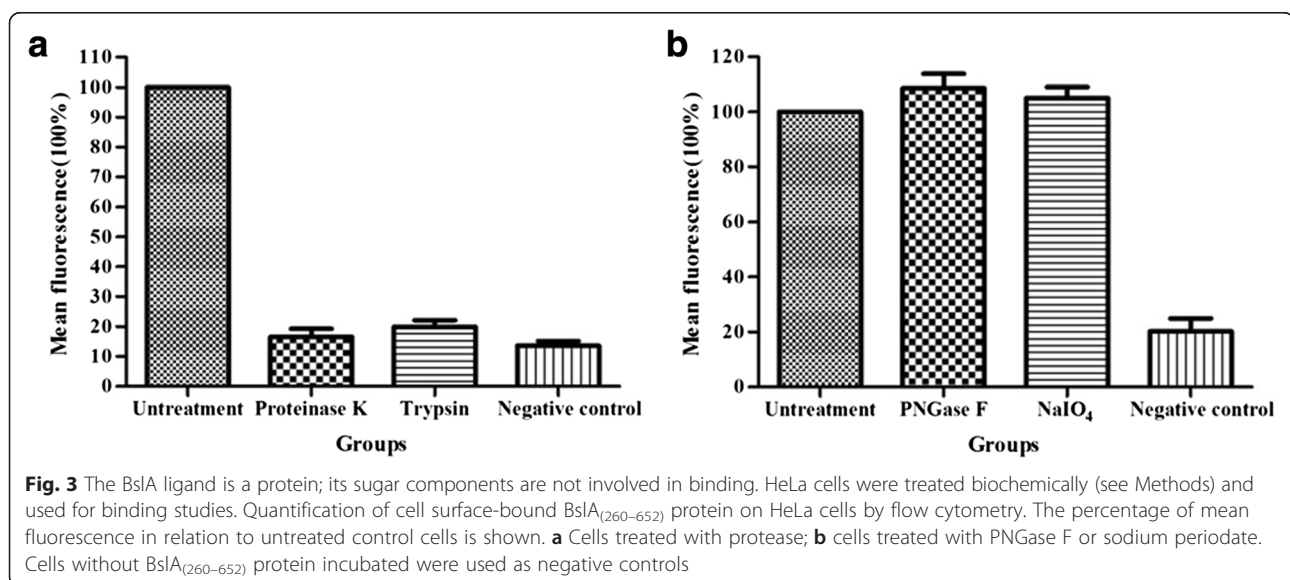 a
110
100
90
80
70
60
50
40
30
20
10
0
Mean fluorescence(100%)
Untreatment Proteinase K Trypsin Negative control
Groups
b
120
100
80
60
40
20
0
Mean fluorescence(100%)
Untreatment PNGase F NaIO₄ Negative control
Groups
Fig. 3 The BslA ligand is a protein; its sugar components are not involved in binding. HeLa cells were treated biochemically (see Methods) and
used for binding studies. Quantification of cell surface-bound BslA₍₂₆₀₋₆₅₂₎ protein on HeLa cells by flow cytometry. The percentage of mean
fluorescence in relation to untreated control cells is shown. a Cells treated with protease; b cells treated with PNGase F or sodium periodate.
Cells without BslA₍₂₆₀₋₆₅₂₎ protein incubated were used as negative controls